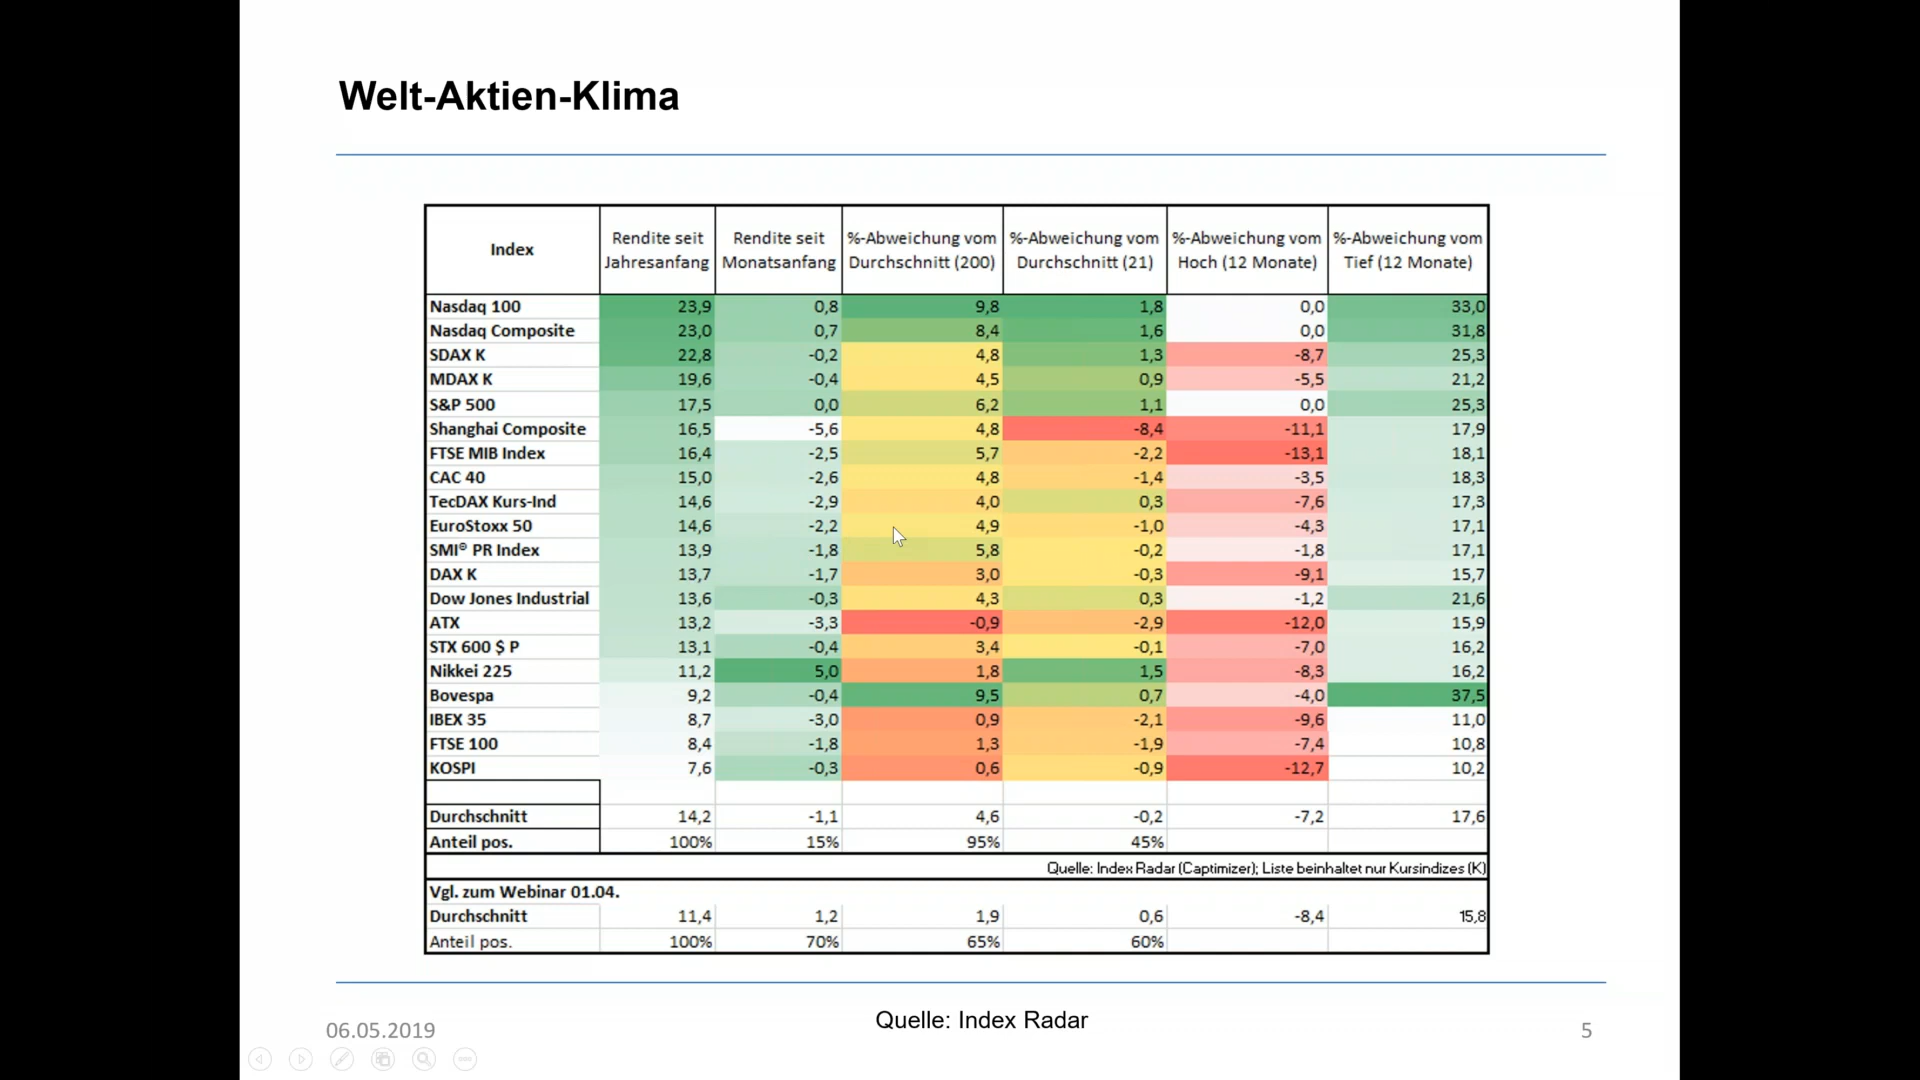 Welt-Aktien-Klima
Index Rendite seit Jahresanfang Rendite seit Monatsanfang %-Abweichung vom Durchschnitt (200) %-Abweichung vom Durchschnitt (21) %-Abweichung vom Hoch (12 Monate) %-Abweichung vom Tief (12 Monate)
Nasdaq 100 23,9 0,8 9,8 1,8 0,0 33,0
Nasdaq Composite 23,0 0,7 8,4 1,6 0,0 31,8
SDAX K 22,8 -0,2 4,8 1,3 -8,7 25,3
MDAX K 19,6 -0,4 4,5 0,9 -5,5 21,2
S&P 500 17,5 0,0 6,2 1,1 0,0 25,3
Shanghai Composite 16,5 -5,6 4,8 -8,4 -11,1 17,9
FTSE MIB Index 16,4 -2,5 5,7 -2,2 -13,1 18,1
CAC 40 15,0 -2,6 4,8 -1,4 -3,5 18,3
TecDAX Kurs-Ind 14,6 -2,9 4,0 0,3 -7,6 17,3
EuroStoxx 50 14,6 -2,2 4,9 -1,0 -4,3 17,1
SMI® PR Index 13,9 -1,8 5,8 -0,2 -1,8 17,1
DAX K 13,7 -1,7 3,0 -0,3 -9,1 15,7
Dow Jones Industrial 13,6 -0,3 4,3 0,3 -1,2 21,6
ATX 13,2 -3,3 -0,9 -2,9 -12,0 15,9
STX 600 $ P 13,1 -0,4 3,4 -0,1 -7,0 16,2
Nikkei 225 11,2 5,0 1,8 1,5 -8,3 16,2
Bovespa 9,2 -0,4 9,5 0,7 -4,0 37,5
IBEX 35 8,7 -3,0 0,9 -2,1 -9,6 11,0
FTSE 100 8,4 -1,8 1,3 -1,9 -7,4 10,8
KOSPI 7,6 -0,3 0,6 -0,9 -12,7 10,2
Durchschnitt 14,2 -1,1 4,6 -0,2 -7,2 17,6
Anteil pos. 100% 15% 95% 45%
Quelle: Index Radar (Captimizer); Liste beinhaltet nur Kursindizes (K)
Vgl. zum Webinar 01.04.
Durchschnitt 11,4 1,2 1,9 0,6 -8,4 15,8
Anteil pos. 100% 70% 65% 60%
Quelle: Index Radar
06.05.2019
5